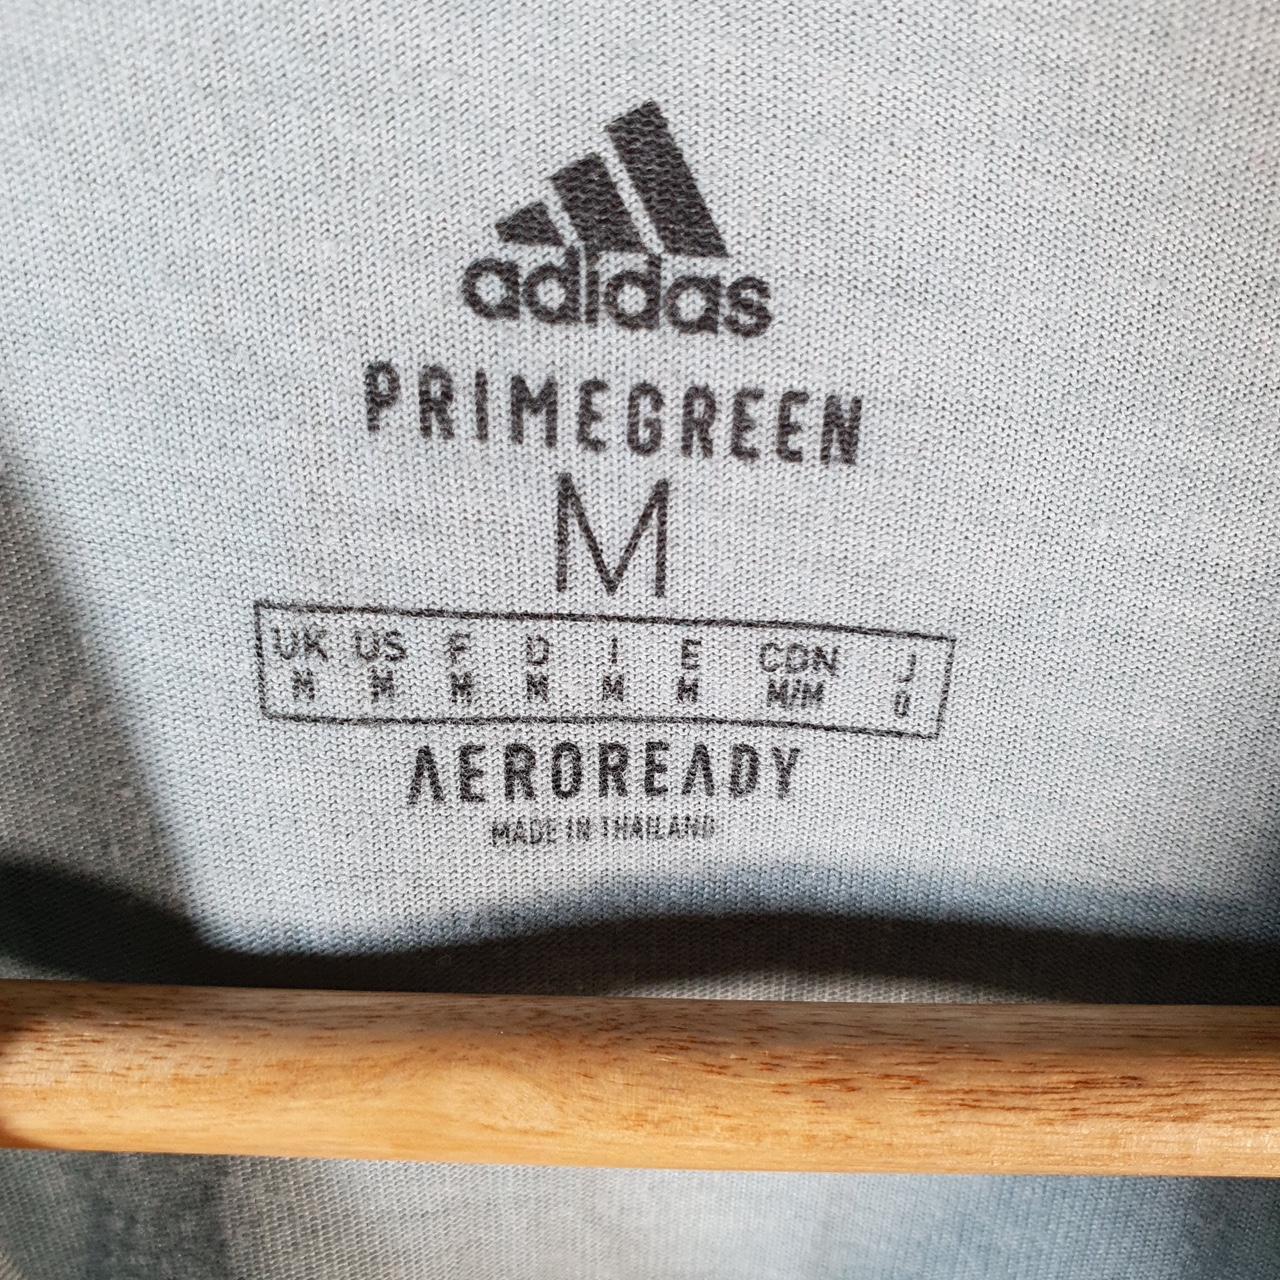 adidas
PRIMEGREEN
M
UK US F D I E CDN J
M M M M M M M/M O
AEROREADY
MADE IN THAILAND